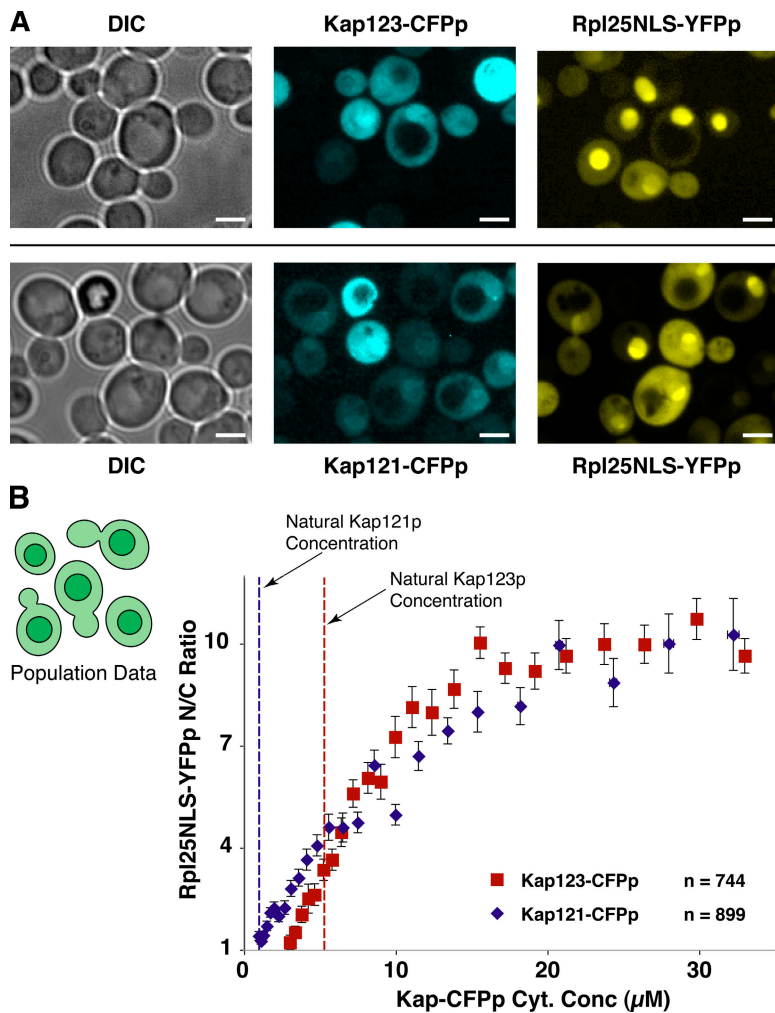 A
DIC
Kap123-CFPp
Rpl25NLS-YFPp
DIC
Kap121-CFPp
Rpl25NLS-YFPp
B
Population Data
Natural Kap121p
Concentration
Natural Kap123p
Concentration
Rpl25NLS-YFPp N/C Ratio
10
7
4
1
Kap123-CFPp n = 744
Kap121-CFPp n = 899
0 10 20 30
Kap-CFPp Cyt. Conc (µM)